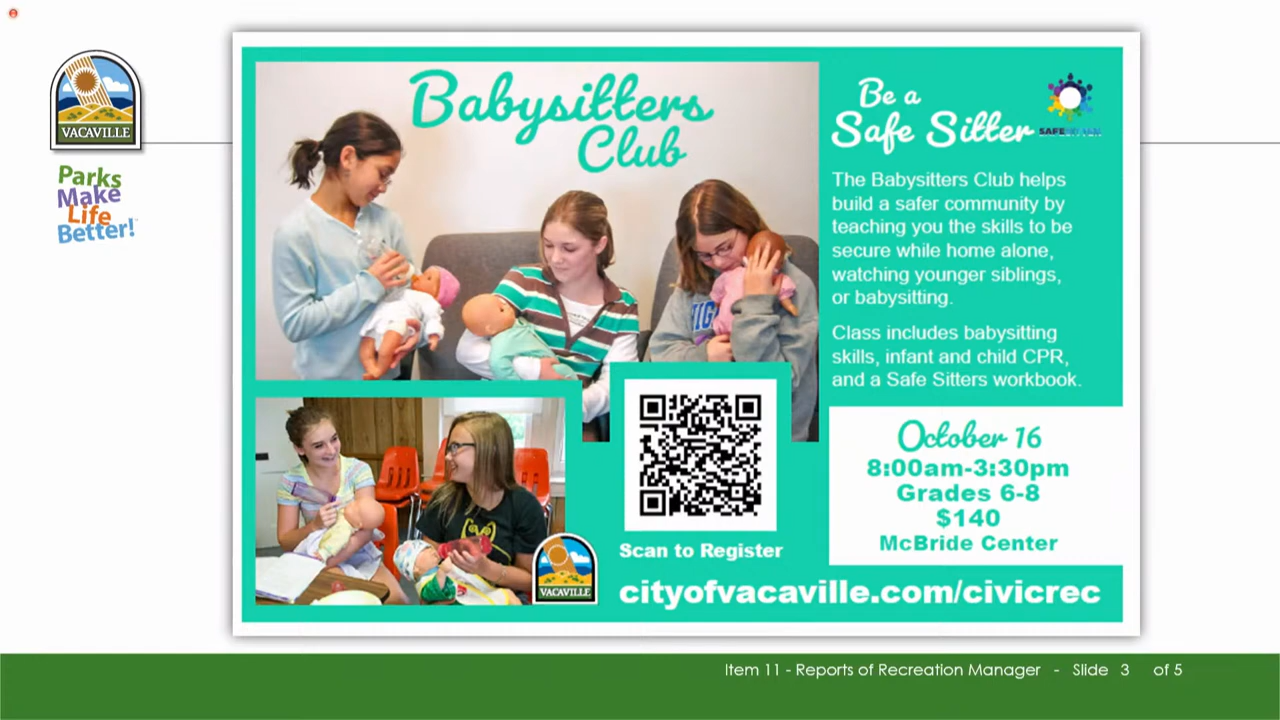 VACAVILLE
Parks
Make
Life
Better!
Babysitters
Club
Be a
Safe Sitter
The Babysitters Club helps
build a safer community by
teaching you the skills to be
secure while home alone,
watching younger siblings,
or babysitting.
Class includes babysitting
skills, infant and child CPR,
and a Safe Sitters workbook.
October 16
8:00am-3:30pm
Grades 6-8
$140
McBride Center
VACAVILLE
Scan to Register
cityofvacaville.com/civicrec
Item 11 - Reports of Recreation Manager - Slide 3 of 5